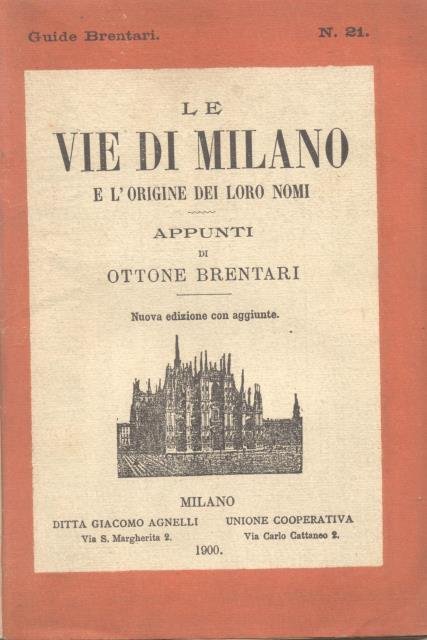 Guide Brentari. N. 21.
LE
VIE DI MILANO
E L'ORIGINE DEI LORO NOMI
APPUNTI
DI
OTTONE BRENTARI
Nuova edizione con aggiunte.
MILANO
DITTA GIACOMO AGNELLI UNIONE COOPERATIVA
Via S. Margherita 2. Via Carlo Cattaneo 2.
1900.